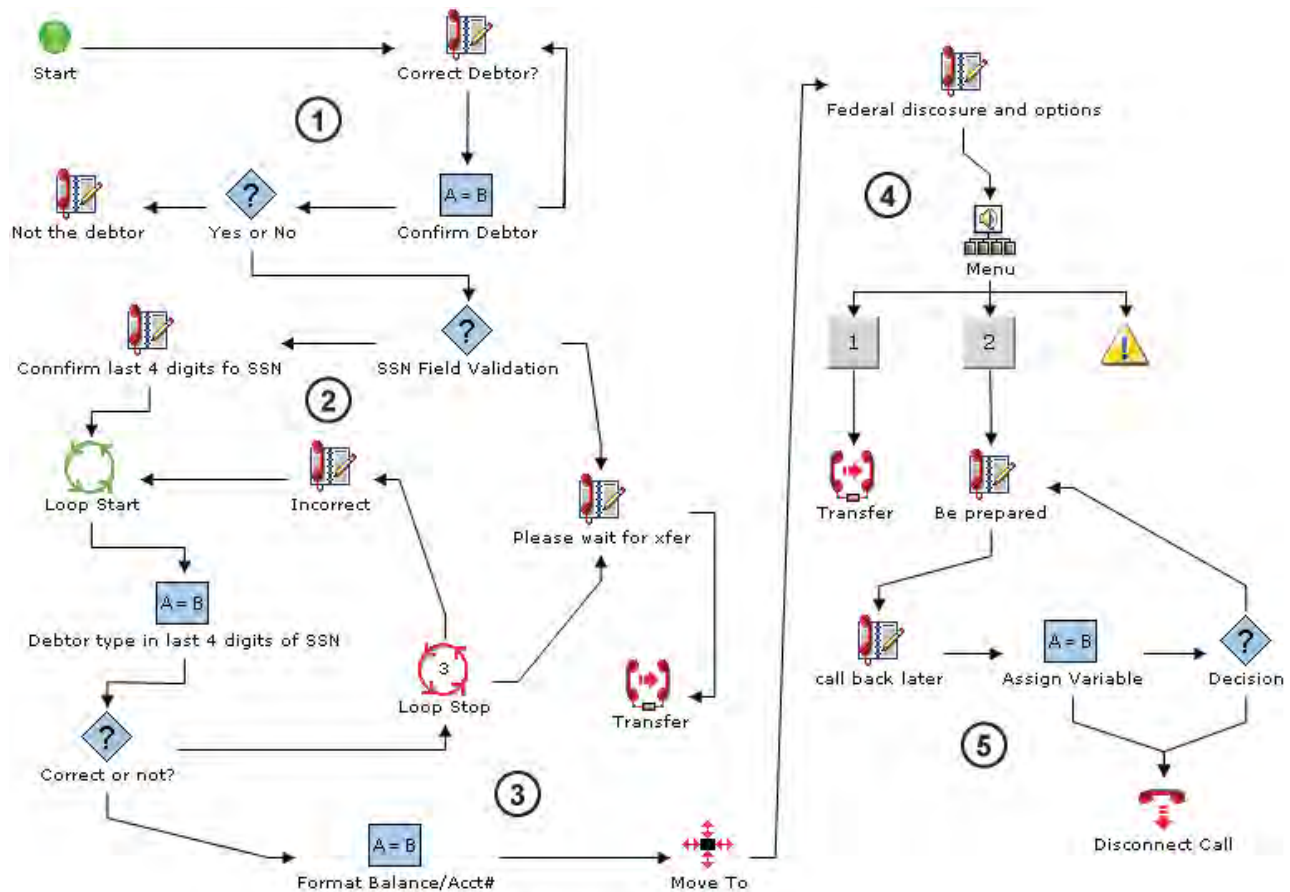 Start
Correct Debtor?
1
Not the debtor
?
Yes or No
A = B
Confirm Debtor
Connfirm last 4 digits fo SSN
?
SSN Field Validation
2
Loop Start
Incorrect
Please wait for xfer
A = B
Debtor type in last 4 digits of SSN
3
Loop Stop
Transfer
?
Correct or not?
3
A = B
Format Balance/Acct#
Move To
Federal discosure and options
4
Menu
1
2
!
Transfer
Be prepared
call back later
A = B
Assign Variable
?
Decision
5
Disconnect Call